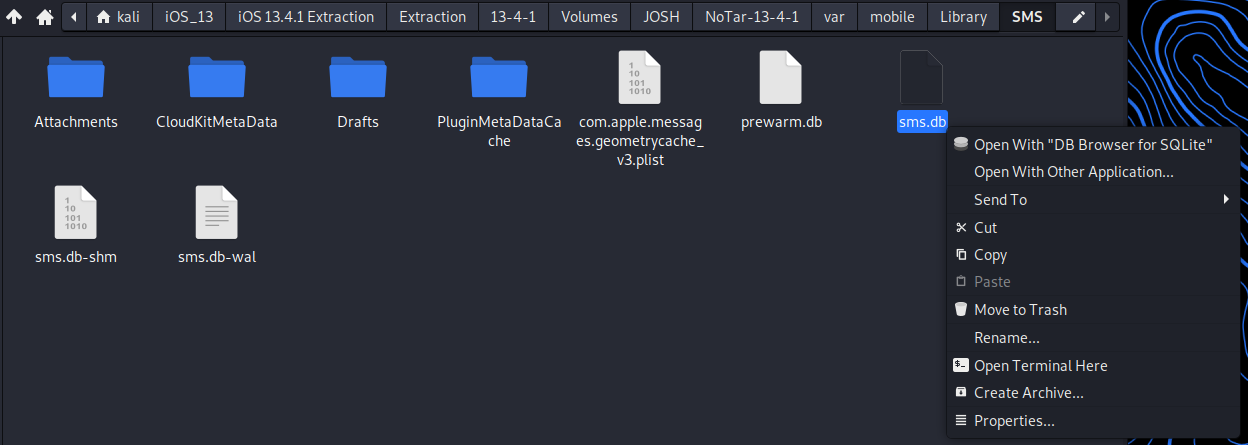 kali iOS_13 iOS 13.4.1 Extraction Extraction 13-4-1 Volumes JOSH NoTar-13-4-1 var mobile Library SMS
Attachments CloudKitMetaData Drafts PluginMetaDataCa com.apple.messag prewarm.db sms.db
che es.geometrycache_
v3.plist
1
10
101
1010
sms.db-shm sms.db-wal
1
10
101
1010
Open With "DB Browser for SQLite"
Open With Other Application...
Send To
Cut
Copy
Paste
Move to Trash
Rename...
$_ Open Terminal Here
Create Archive...
Properties...